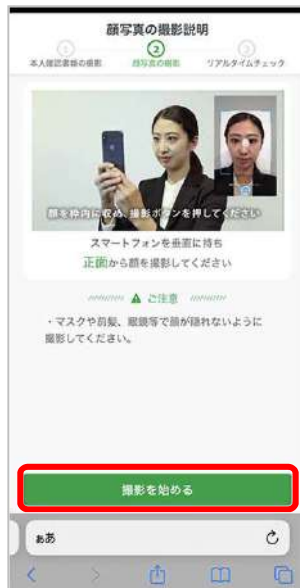 顔写真の撮影説明
1 2 3
本人確認書類の撮影 顔写真の撮影 リアルタイムチェック
顔を枠内に収め、撮影ボタンを押してください
スマートフォンを垂直に持ち
正面から顔を撮影してください
ご注意
・マスクや前髪、眼鏡等で顔が隠れないように
撮影してください。
撮影を始める
ぁあ